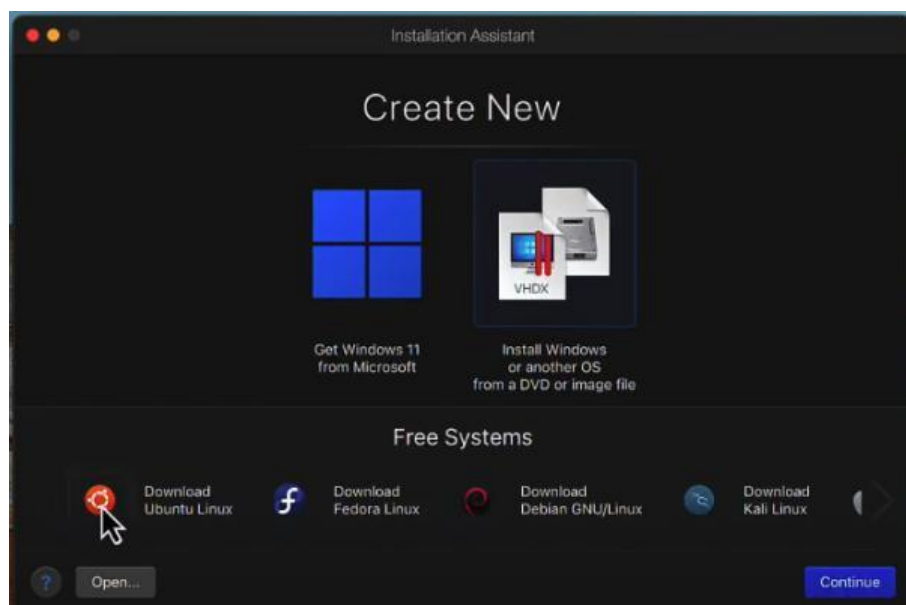 Installation Assistant
Create New
VHDX
Get Windows 11
from Microsoft
Install Windows
or another OS
from a DVD or image file
Free Systems
Download
Ubuntu Linux
Download
Fedora Linux
Download
Debian GNU/Linux
Download
Kali Linux
?
Open...
Continue